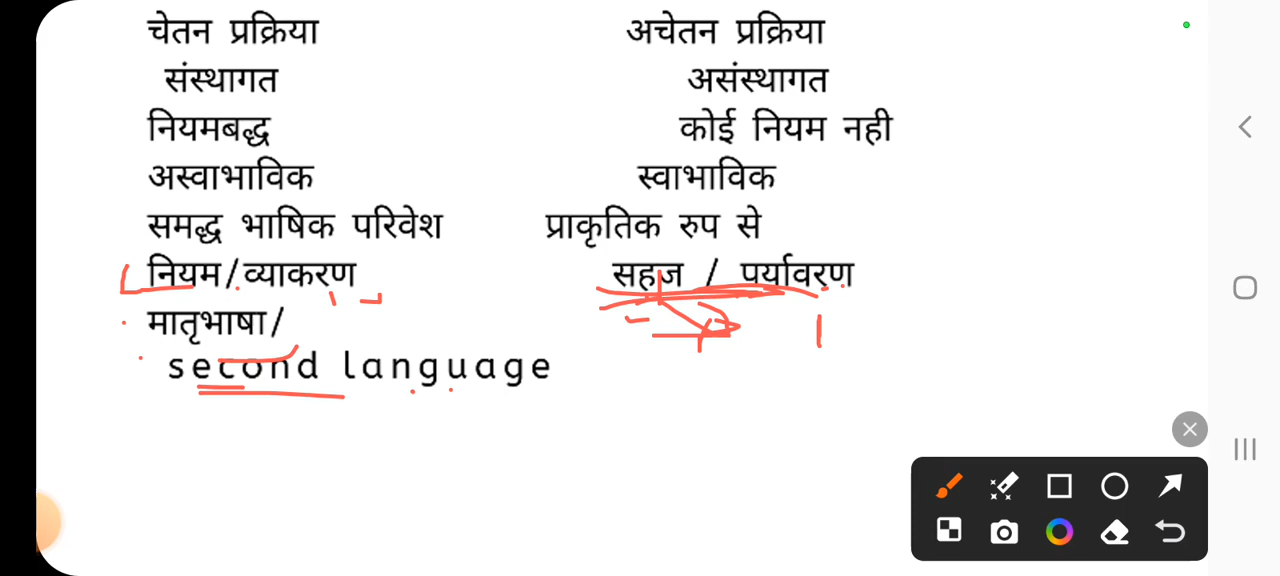 चेतन प्रक्रिया अचेतन प्रक्रिया
संस्थागत असंस्थागत
नियमबद्ध कोई नियम नही
अस्वाभाविक स्वाभाविक
समद्ध भाषिक परिवेश प्राकृतिक रुप से
नियम/व्याकरण सहज / पर्यावरण
मातृभाषा/
second language